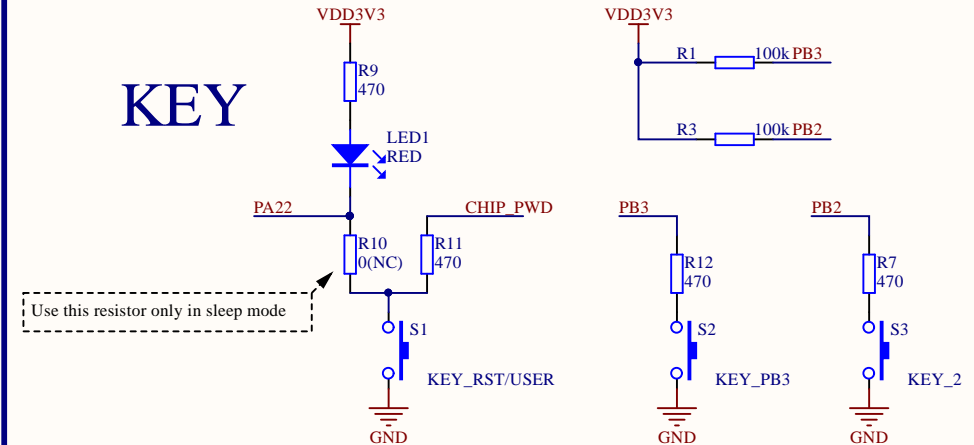 VDD3V3
VDD3V3
R9
470
R1
100k
PB3
KEY
LED1
RED
R3
100k
PB2
PA22
CHIP_PWD
PB3
PB2
R10
0(NC)
R11
470
R12
470
R7
470
Use this resistor only in sleep mode
S1
S2
S3
KEY_RST/USER
KEY_PB3
KEY_2
GND
GND
GND